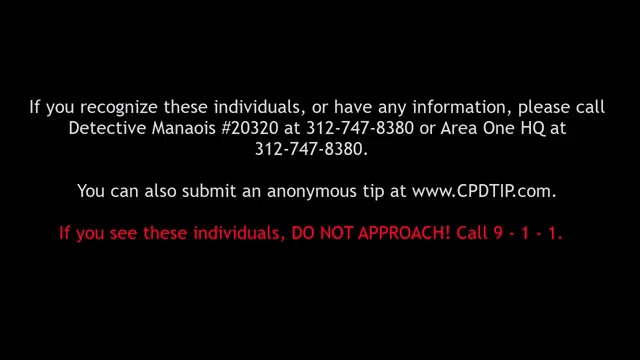 If you recognize these individuals, or have any information, please call
Detective Manaois #20320 at 312-747-8380 or Area One HQ at
312-747-8380.
You can also submit an anonymous tip at www.CPDTIP.com.
If you see these individuals, DO NOT APPROACH! Call 9 - 1 - 1.